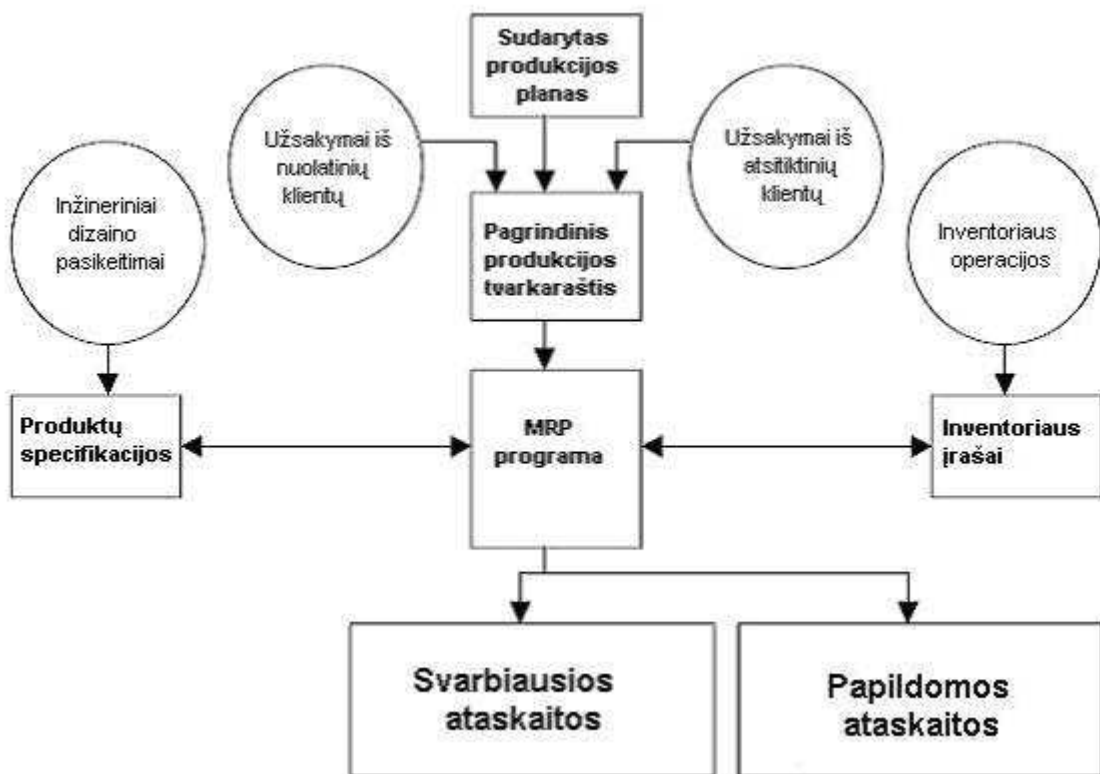 Sudarytas
produkcijos
planas
Užsakymai iš
nuolatinių
klientų
Užsakymai iš
atsitiktinių
klientų
Inžineriniai
dizaino
pasikeitimai
Pagrindinis
produkcijos
tvarkaraštis
Inventoriaus
operacijos
Produktų
specifikacijos
MRP
programa
Inventoriaus
įrašai
Svarbiausios
ataskaitos
Papildomos
ataskaitos